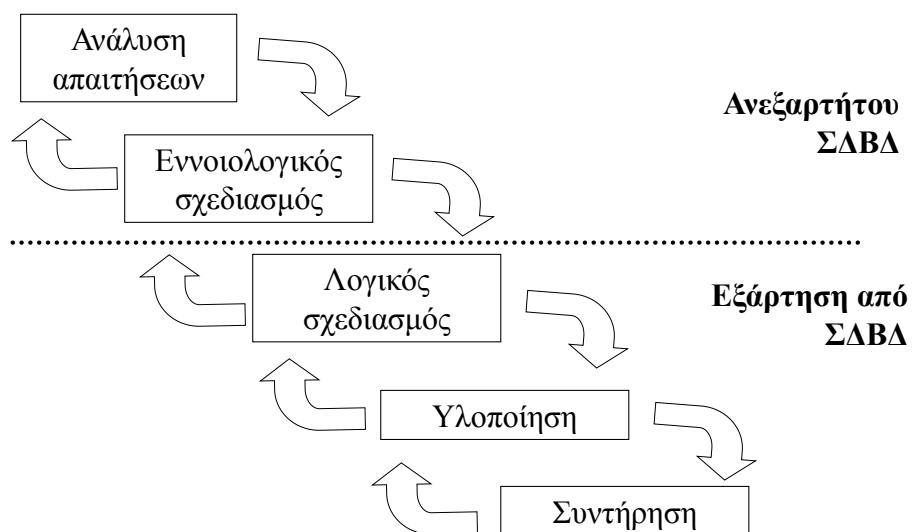 Ανάλυση
απαιτήσεων
Ανεξαρτήτου
ΣΔΒΔ
Εννοιολογικός
σχεδιασμός
Λογικός
σχεδιασμός
Εξάρτηση από
ΣΔΒΔ
Υλοποίηση
Συντήρηση